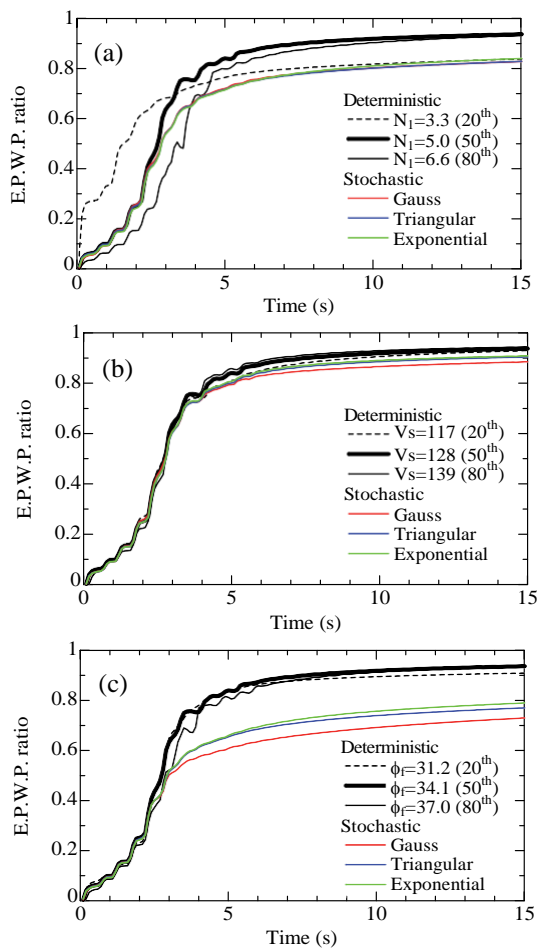 1
(a)
0.8
0.6
0.4
0.2
0
E.P.W.P. ratio
Deterministic
N1=3.3 (20th)
N1=5.0 (50th)
N1=6.6 (80th)
Stochastic
Gauss
Triangular
Exponential
0 5 10 15
Time (s)
1
(b)
0.8
0.6
0.4
0.2
0
E.P.W.P. ratio
Deterministic
Vs=117 (20th)
Vs=128 (50th)
Vs=139 (80th)
Stochastic
Gauss
Triangular
Exponential
0 5 10 15
Time (s)
1
(c)
0.8
0.6
0.4
0.2
0
E.P.W.P. ratio
Deterministic
ϕf=31.2 (20th)
ϕf=34.1 (50th)
ϕf=37.0 (80th)
Stochastic
Gauss
Triangular
Exponential
0 5 10 15
Time (s)